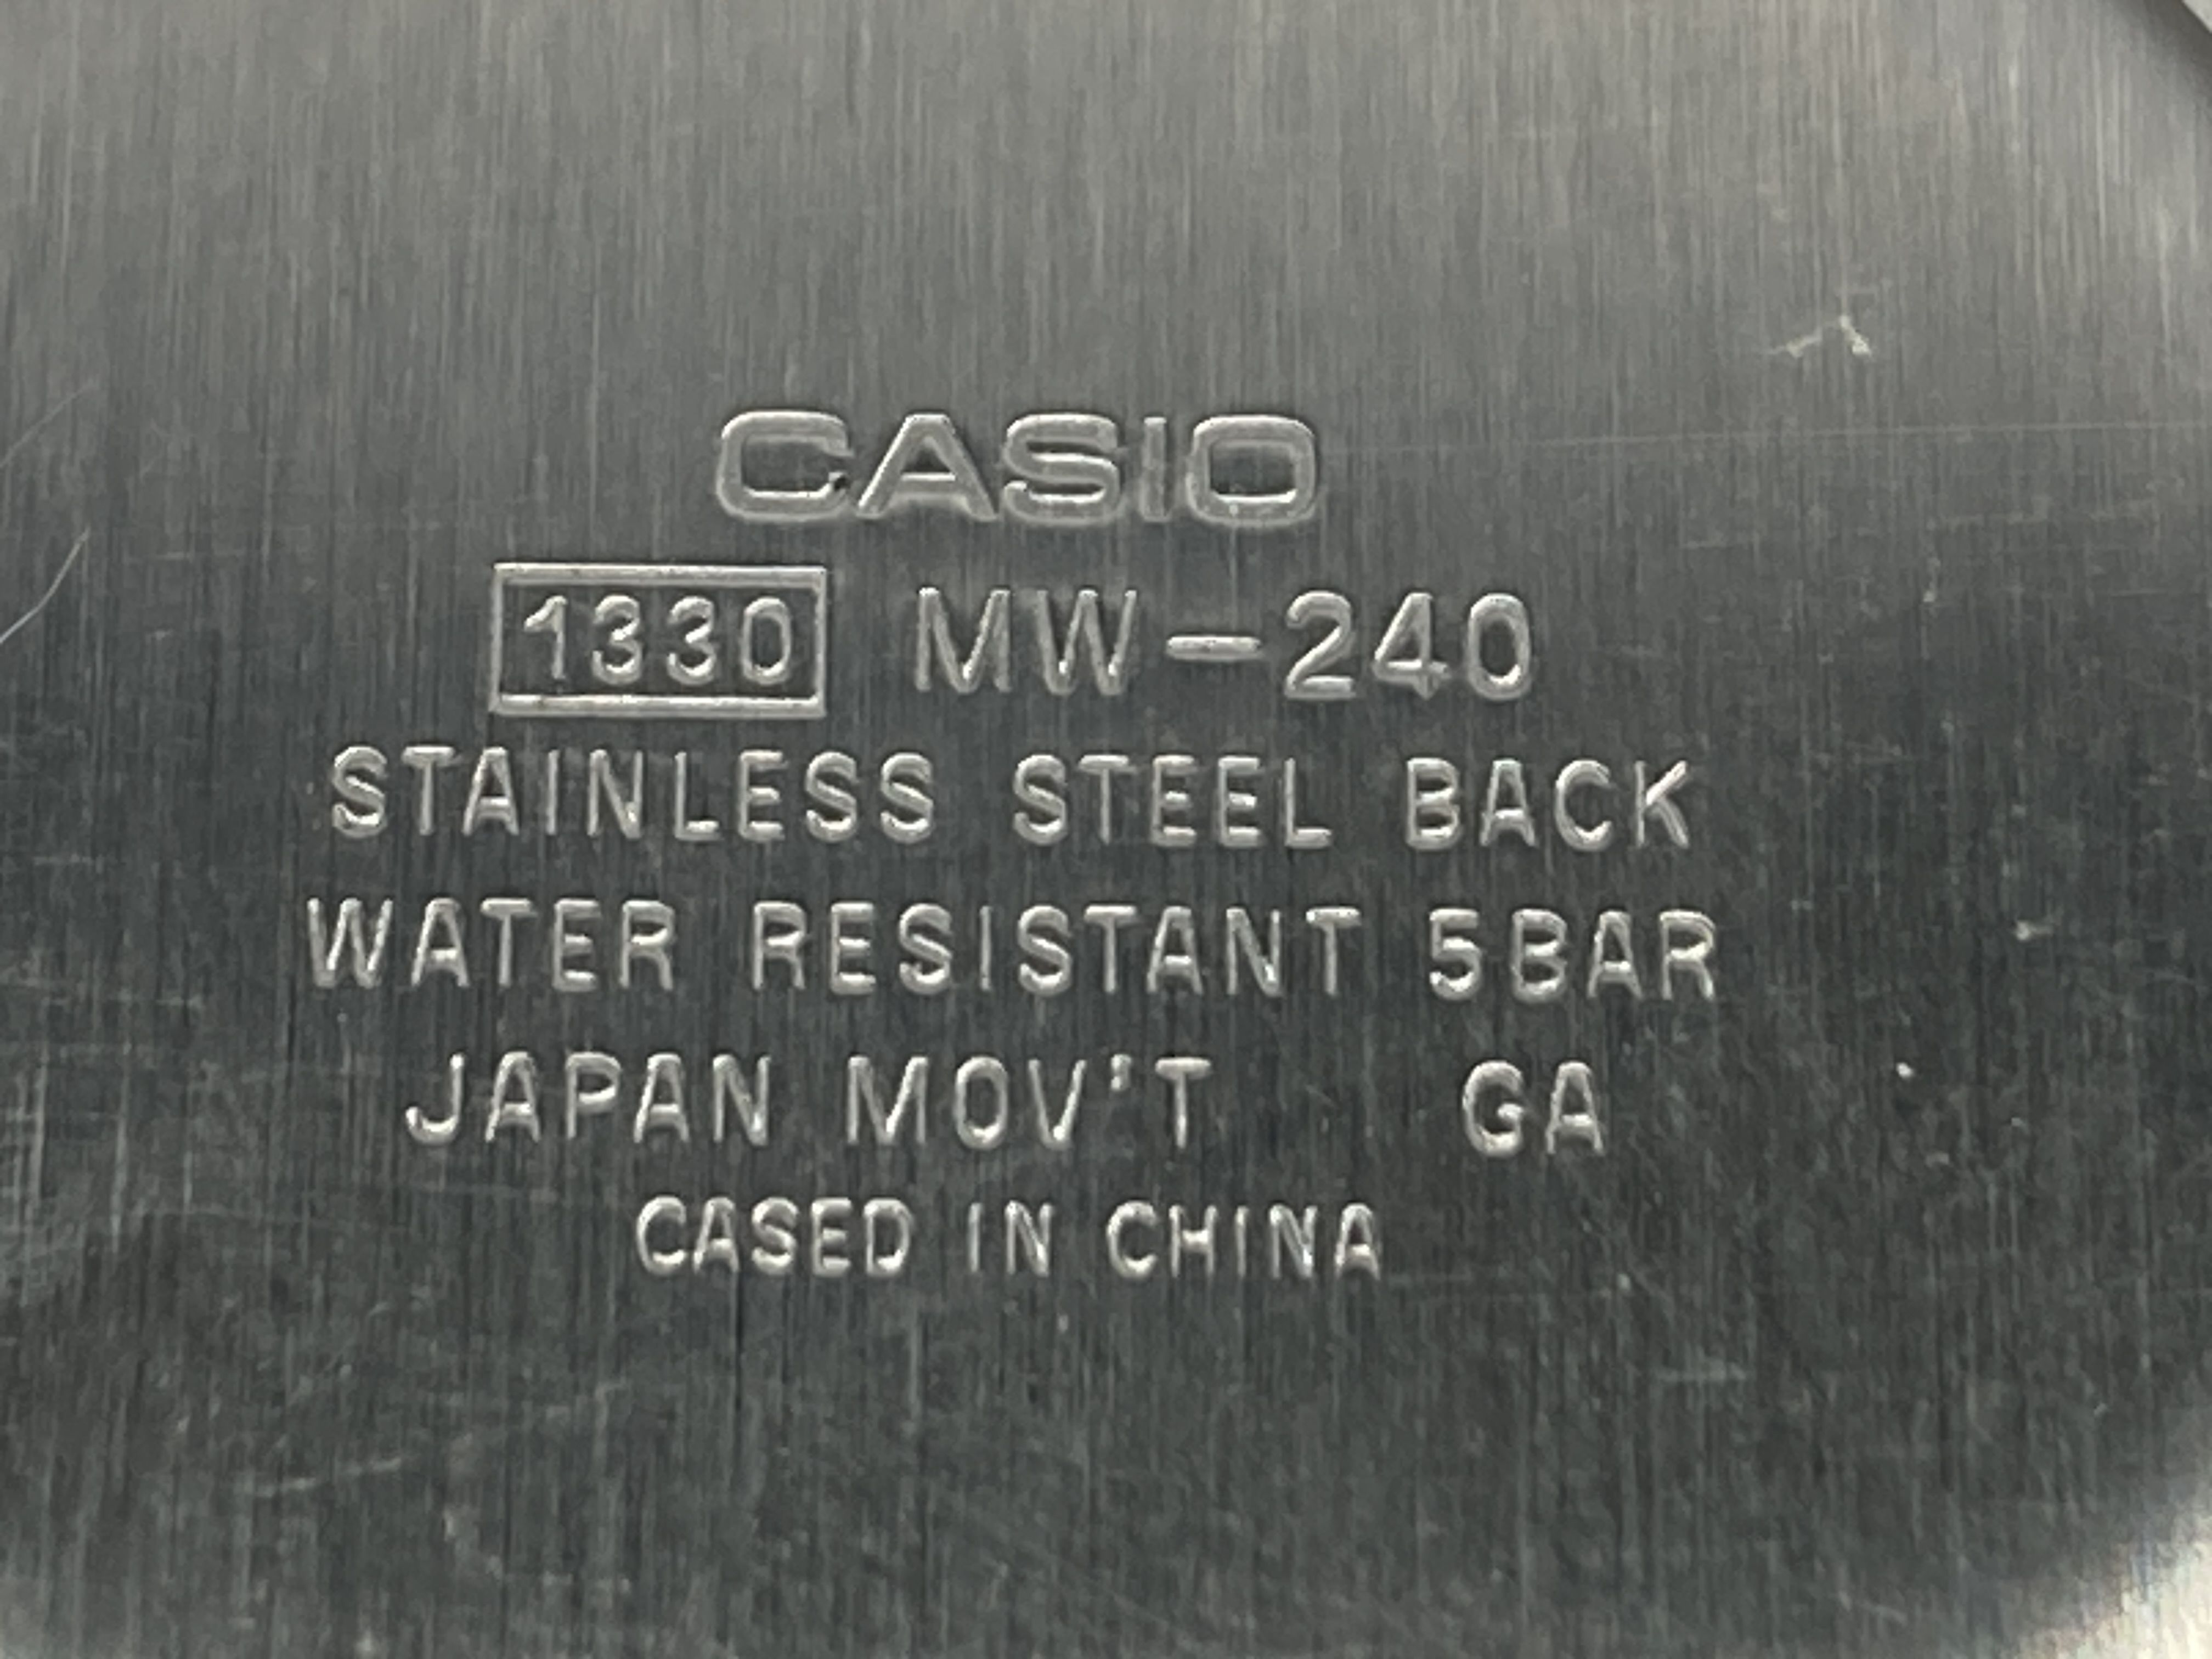 CASIO
1330 MW-240
STAINLESS STEEL BACK
WATER RESISTANT 5BAR
JAPAN MOV'T GA
CASED IN CHINA